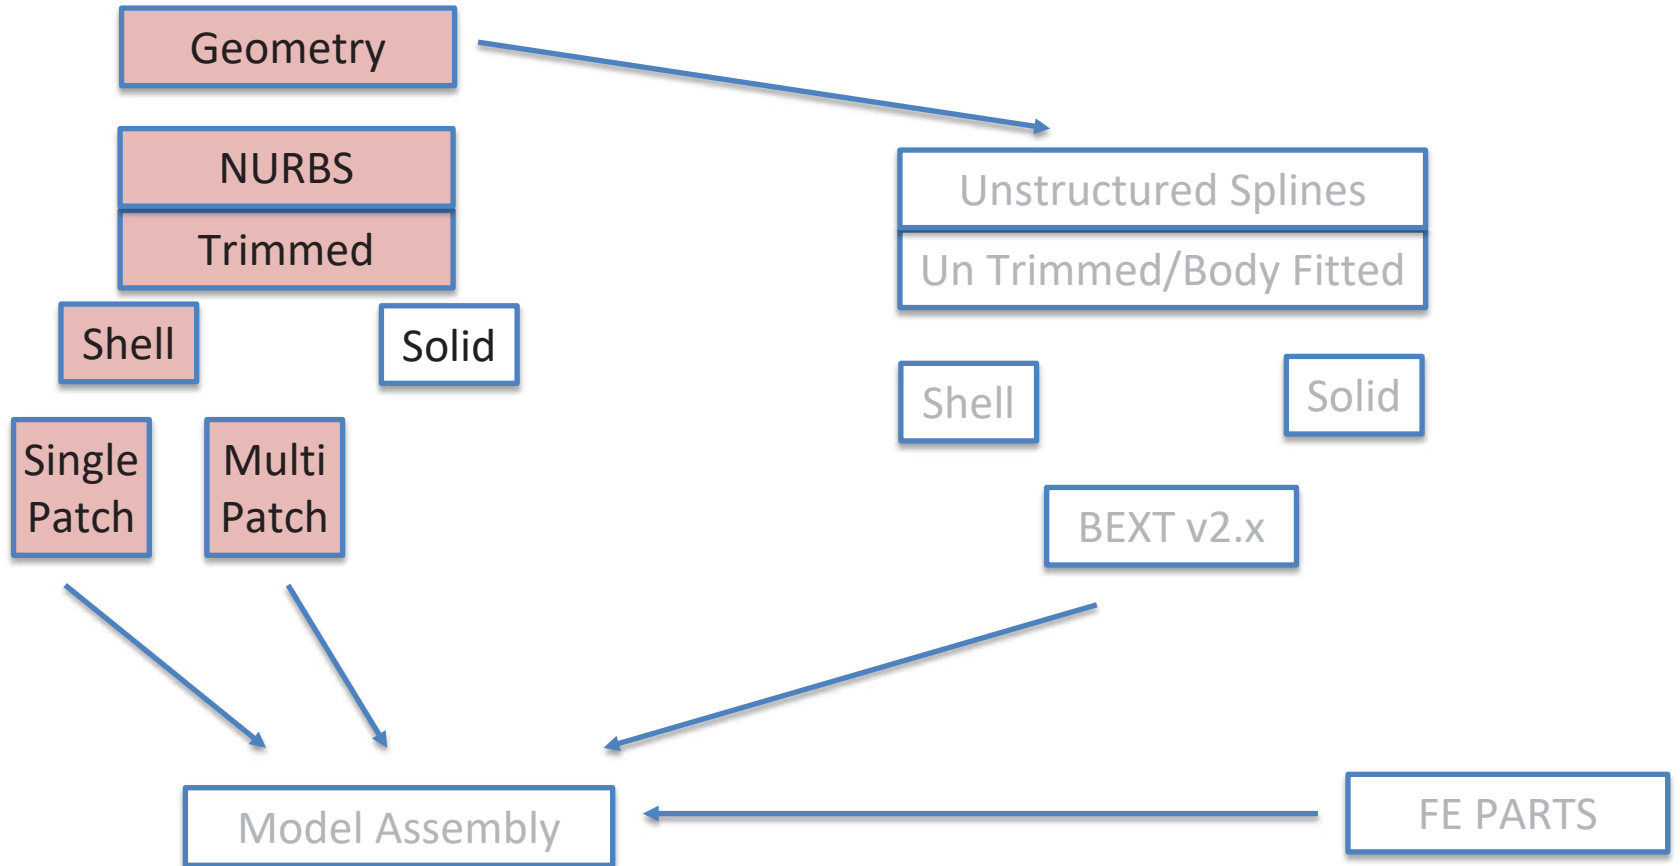 Geometry
NURBS
Trimmed
Shell
Solid
Single
Patch
Multi
Patch
Unstructured Splines
Un Trimmed/Body Fitted
Shell
Solid
BEXT v2.x
Model Assembly
FE PARTS